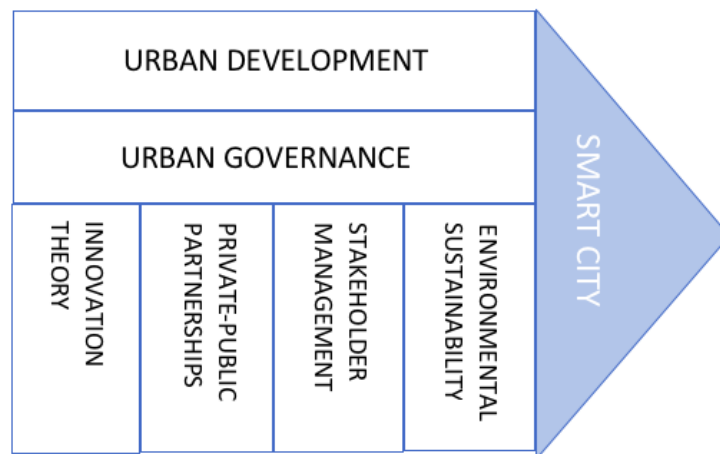 URBAN DEVELOPMENT
URBAN GOVERNANCE
INNOVATION
THEORY
PRIVATE-PUBLIC
PARTNERSHIPS
STAKEHOLDER
MANAGEMENT
ENVIRONMENTAL
SUSTAINABILITY
SMART CITY